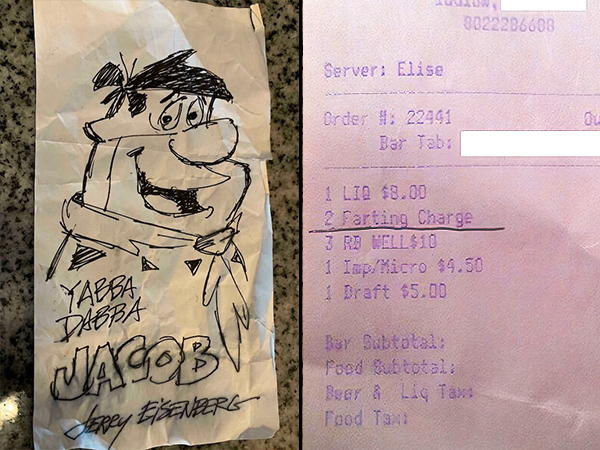 YABBA
DABBA
JACOB
JERRY EISENBERG
8022286688
Server: Elise
Order #: 22441
Bar Tab:
1 LIQ $8.00
2 Farting Charge
3 RB WELL$10
1 Imp/Micro $4.50
1 Draft $5.00
Bar Subtotal:
Food Subtotal:
Beer & Liq Tax:
Food Tax: